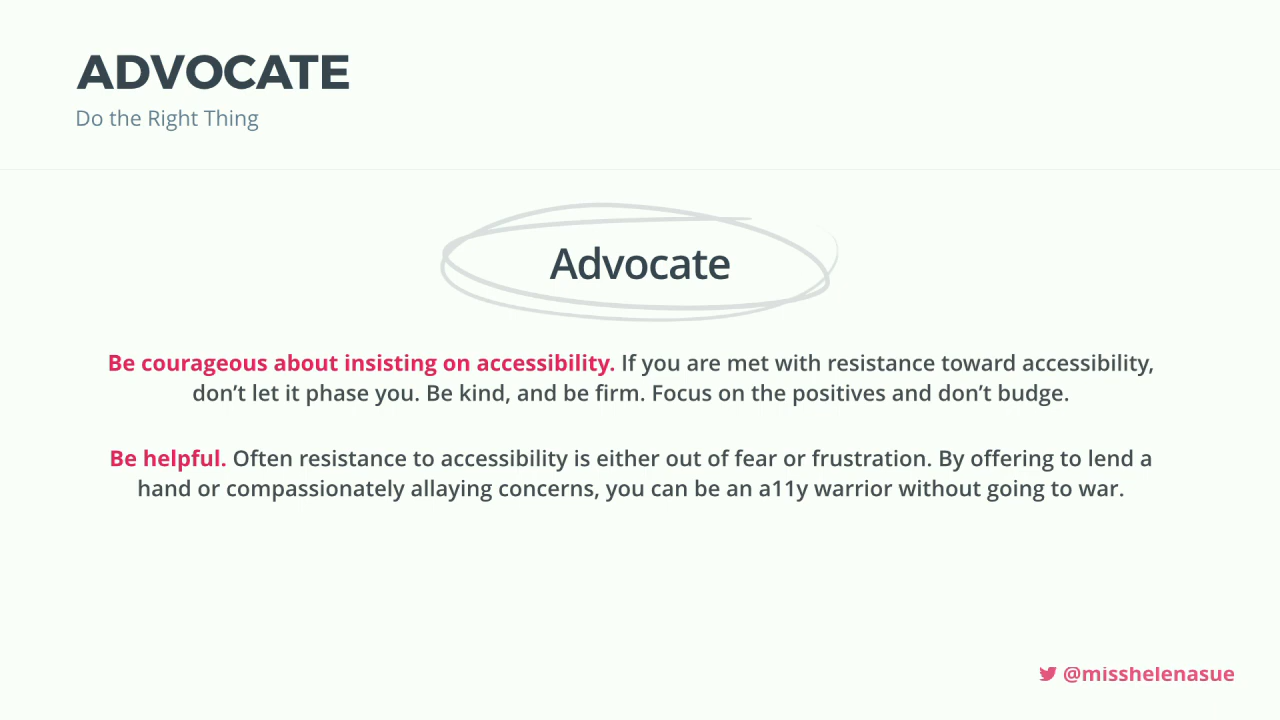 ADVOCATE
Do the Right Thing
Advocate
Be courageous about insisting on accessibility. If you are met with resistance toward accessibility,
don’t let it phase you. Be kind, and be firm. Focus on the positives and don’t budge.
Be helpful. Often resistance to accessibility is either out of fear or frustration. By offering to lend a
hand or compassionately allaying concerns, you can be an a11y warrior without going to war.
@misshelenasue